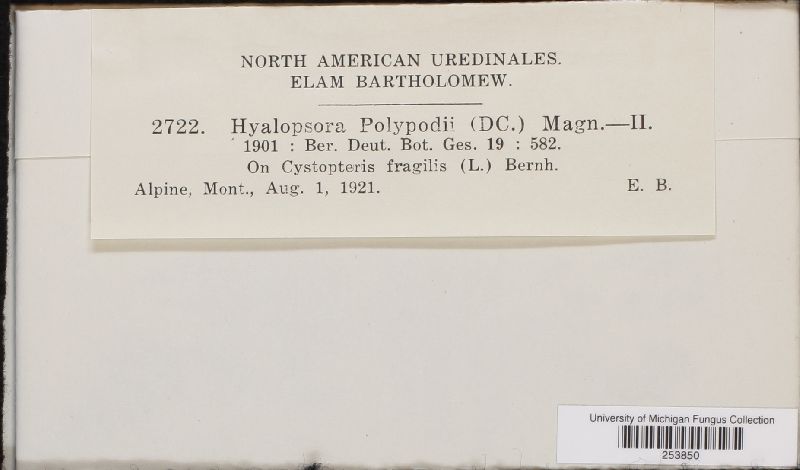 NORTH AMERICAN UREDINALES.
ELAM BARTHOLOMEW.
2722. Hyalopsora Polypodii (DC.) Magn.—II.
1901 : Ber. Deut. Bot. Ges. 19 : 582.
On Cystopteris fragilis (L.) Bernh.
Alpine, Mont., Aug. 1, 1921. E. B.
University of Michigan Fungus Collection
253850